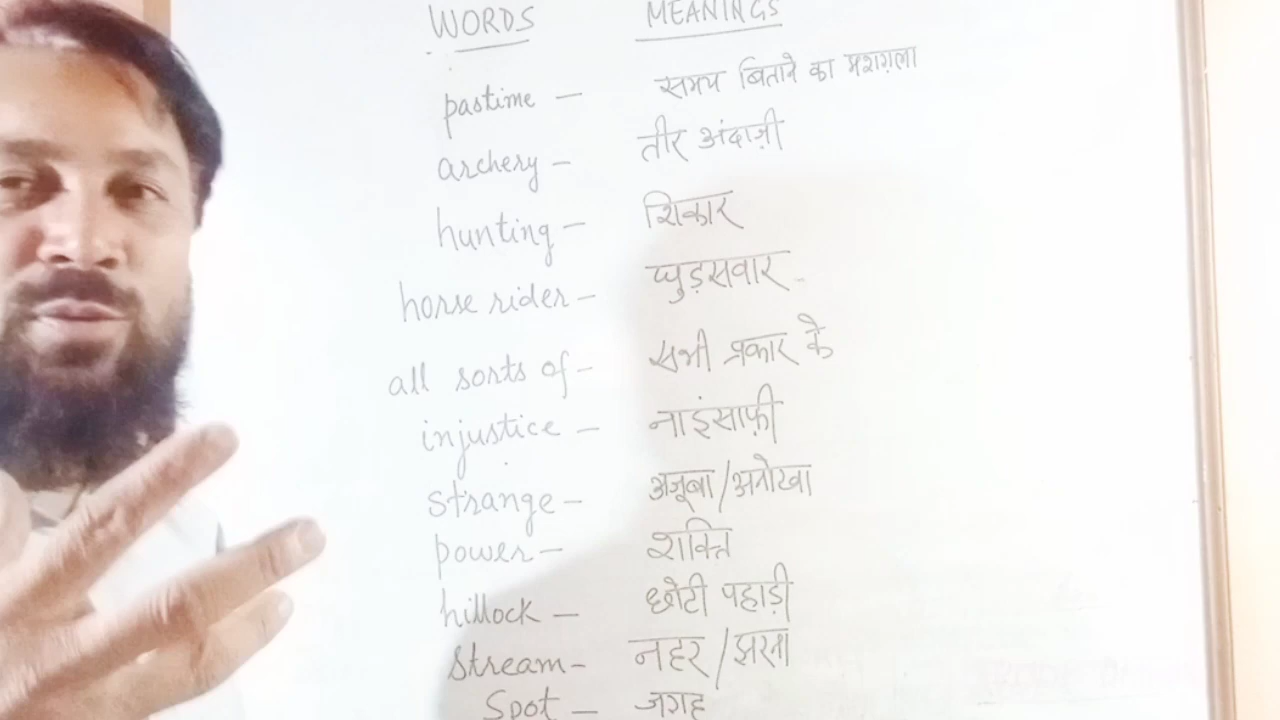 WORDS MEANINGS
pastime — समय बिताने का मशग़ला
archery — तीर अंदाज़ी
hunting — शिकार
horse rider — घुड़सवार
all sorts of — सभी प्रकार के
injustice — नाइंसाफ़ी
strange — अजूबा/अनोखा
power — शक्ति
hillock — छोटी पहाड़ी
stream — नहर/झरना
spot — जगह